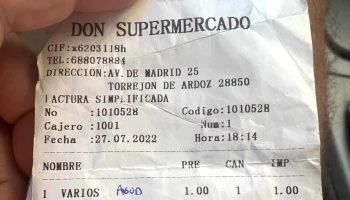 DON SUPERMERCADO
CIF:x6203118h
TEL:688078884
DIRECCION:AV.DE MADRID 25
TORREJON DE ARDOZ 28850
FACTURA SIMPLIFICADA
No :1010528 Codigo:1010528
Cajero :1001 Num:1
Fecha :27.07.2022 Hora:18:14
NOMBRE PRE CAN IMP
1 VARIOS AGUD 1.00 1 1.00